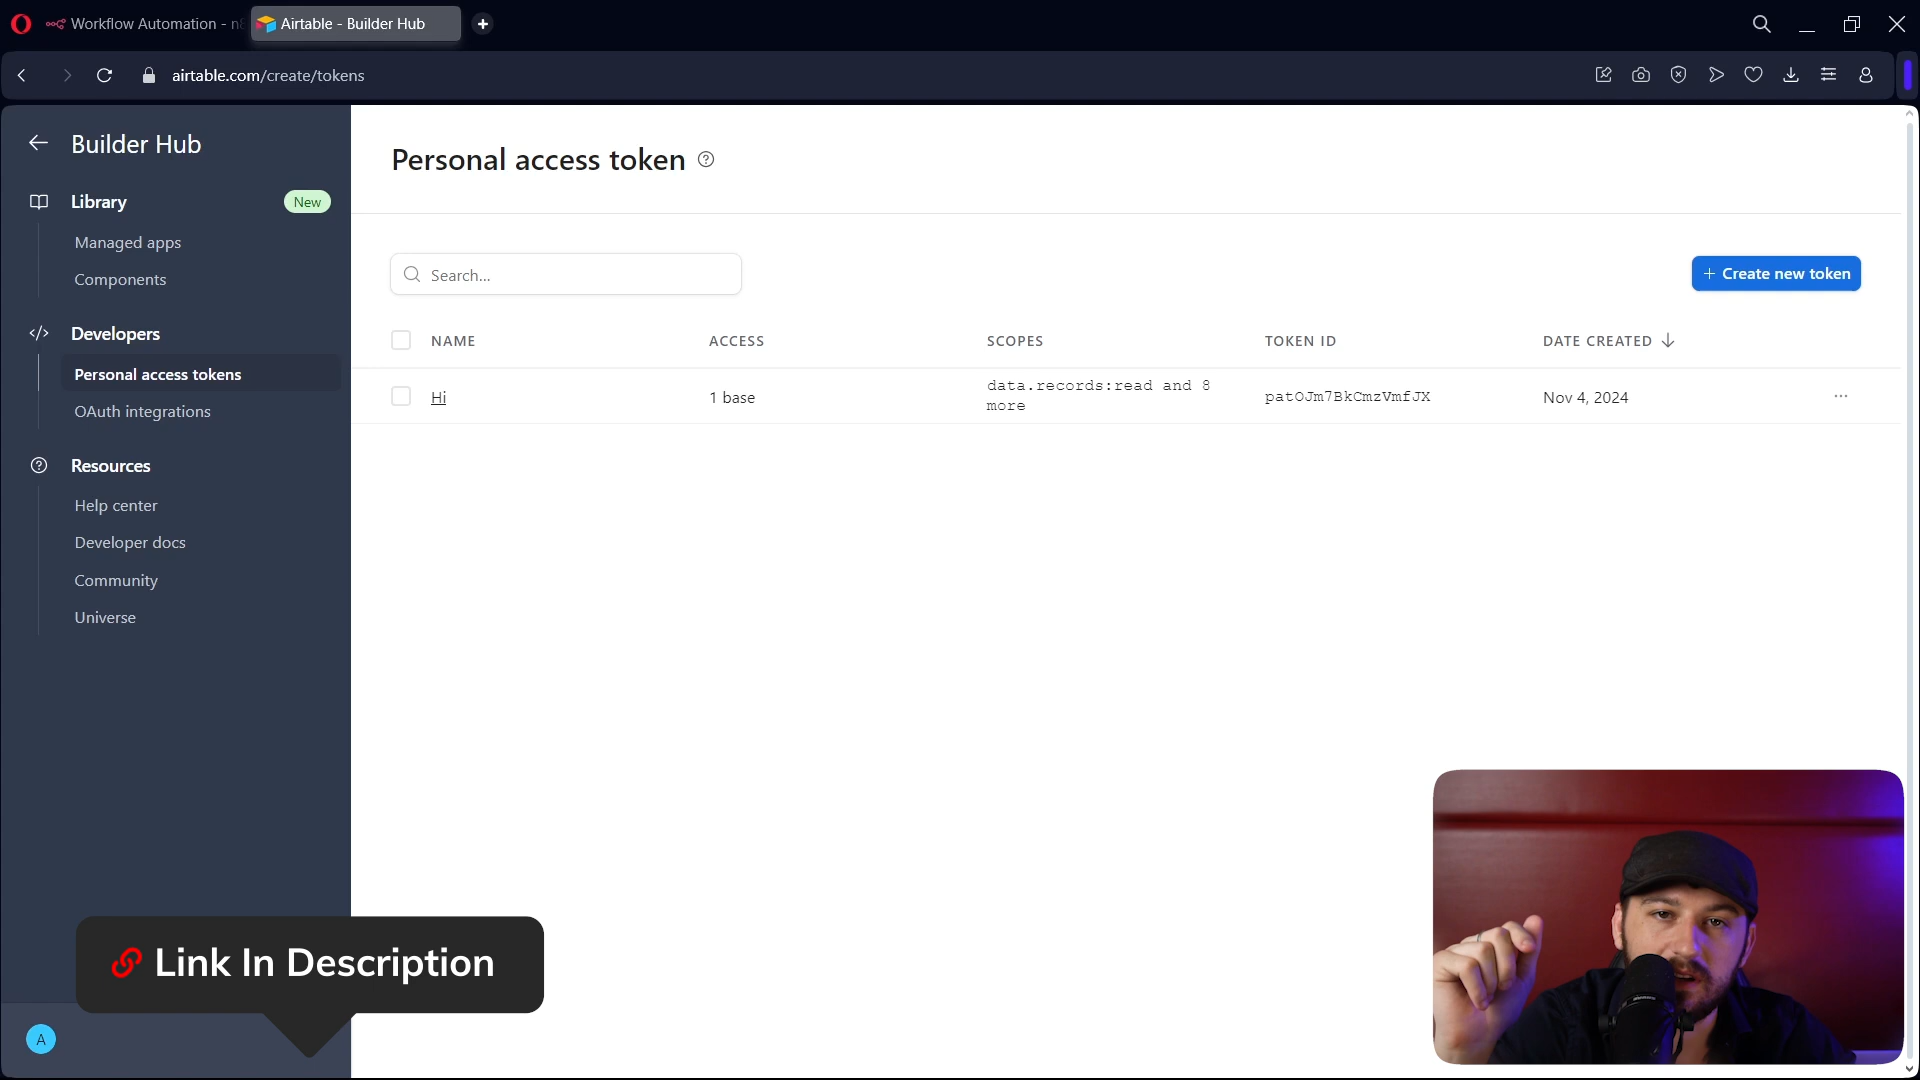 Workflow Automation - n8
Airtable - Builder Hub
airtable.com/create/tokens
Builder Hub
Library
New
Managed apps
Components
Developers
Personal access tokens
OAuth integrations
Resources
Help center
Developer docs
Community
Universe
A
Personal access token
Search...
+ Create new token
NAME ACCESS SCOPES TOKEN ID DATE CREATED
Hi 1 base data.records:read and 8 more patOJm7BkCmzVmfJX Nov 4, 2024 ...
Link In Description